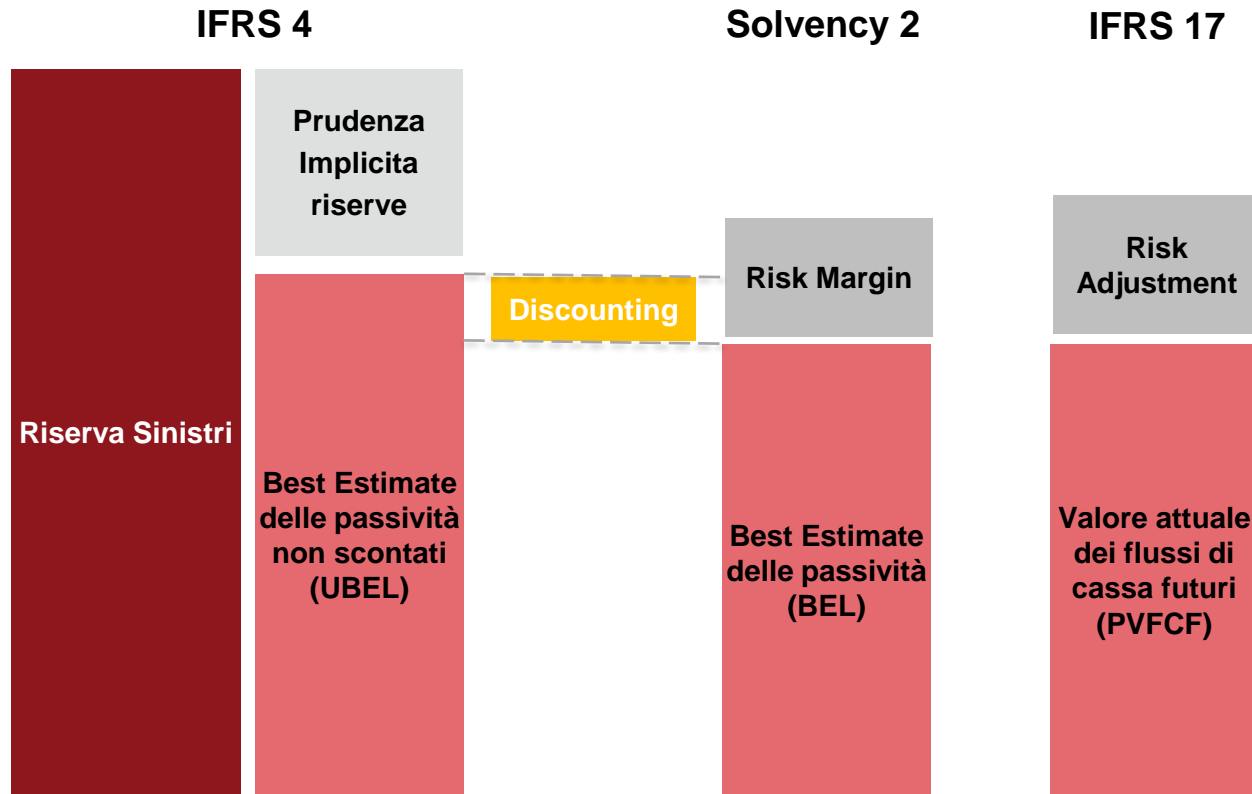 IFRS 4
Solvency 2
IFRS 17
Riserva Sinistri
Prudenza
Implicita
riserve
Best Estimate
delle passività
non scontati
(UBEL)
Discounting
Risk Margin
Best Estimate
delle passività
(BEL)
Risk
Adjustment
Valore attuale
dei flussi di
cassa futuri
(PVFCF)